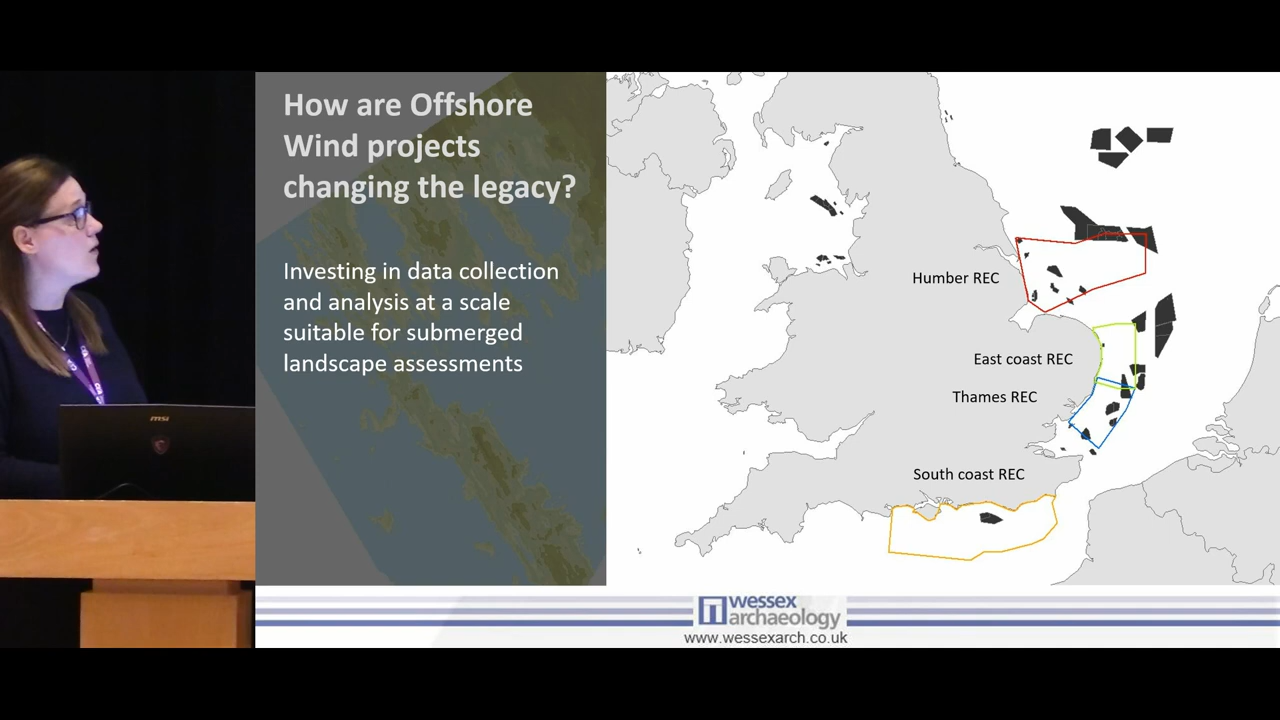 How are Offshore
Wind projects
changing the legacy?
Investing in data collection
and analysis at a scale
suitable for submerged
landscape assessments
Humber REC
East coast REC
Thames REC
South coast REC
wessex
archaeology
www.wessexarch.co.uk
msi